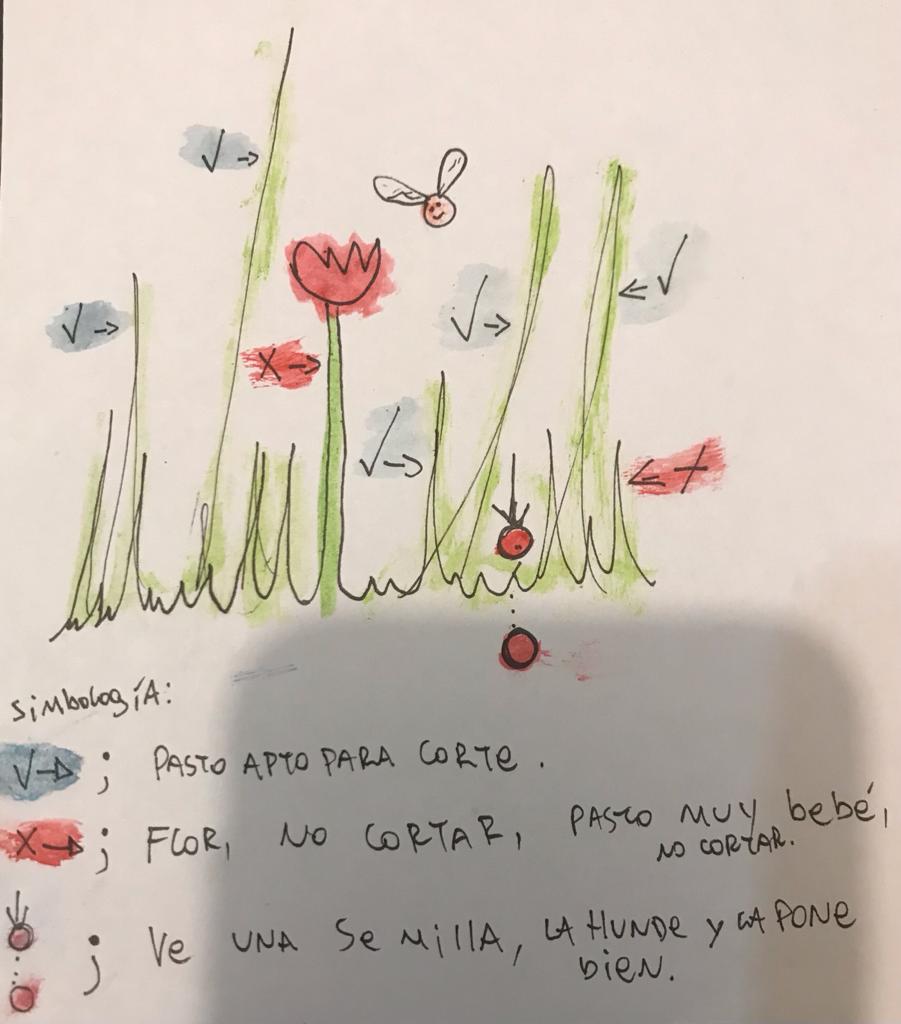 simbología:
√→ ; PASTO APTO PARA CORTE.
X→ ; FLOR, NO CORTAR, PASTO MUY bebé,
NO CORTAR.
; Ve UNA SeMillA, LA HUNDe y LA PONe
bieN.